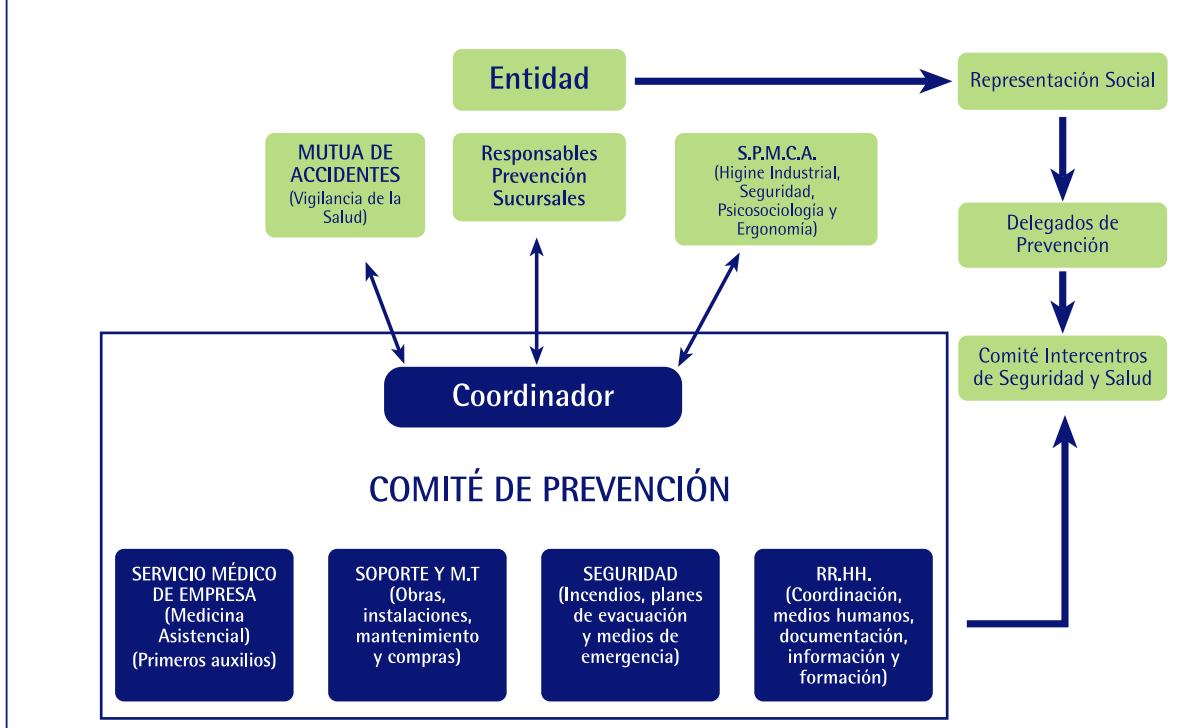 Entidad
Representación Social
MUTUA DE
ACCIDENTES
(Vigilancia de la
Salud)
Responsables
Prevención
Sucursales
S.P.M.C.A.
(Higine Industrial,
Seguridad,
Psicosociología y
Ergonomía)
Delegados de
Prevención
Comité Intercentros
de Seguridad y Salud
Coordinador
COMITÉ DE PREVENCIÓN
SERVICIO MÉDICO
DE EMPRESA
(Medicina
Asistencial)
(Primeros auxilios)
SOPORTE Y M.T
(Obras,
instalaciones,
mantenimiento
y compras)
SEGURIDAD
(Incendios, planes
de evacuación
y medios de
emergencia)
RR.HH.
(Coordinación,
medios humanos,
documentación,
información y
formación)